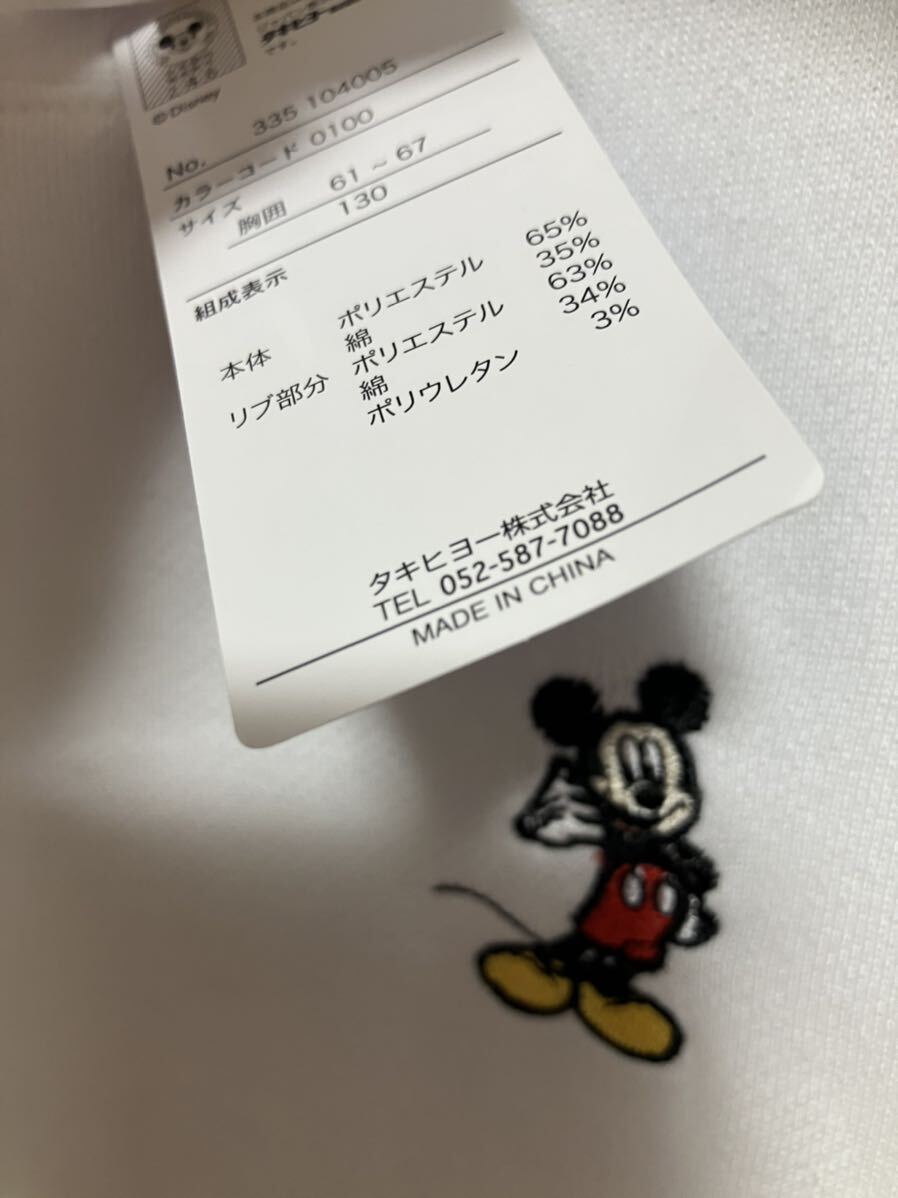 ©Disney
です。
No. 335 104005
カラーコード 0100
サイズ
胸囲 61 ~ 67
130
組成表示
本体 ポリエステル 65%
綿 35%
リブ部分 ポリエステル 63%
綿 34%
ポリウレタン 3%
タキヒヨー株式会社
TEL 052-587-7088
MADE IN CHINA